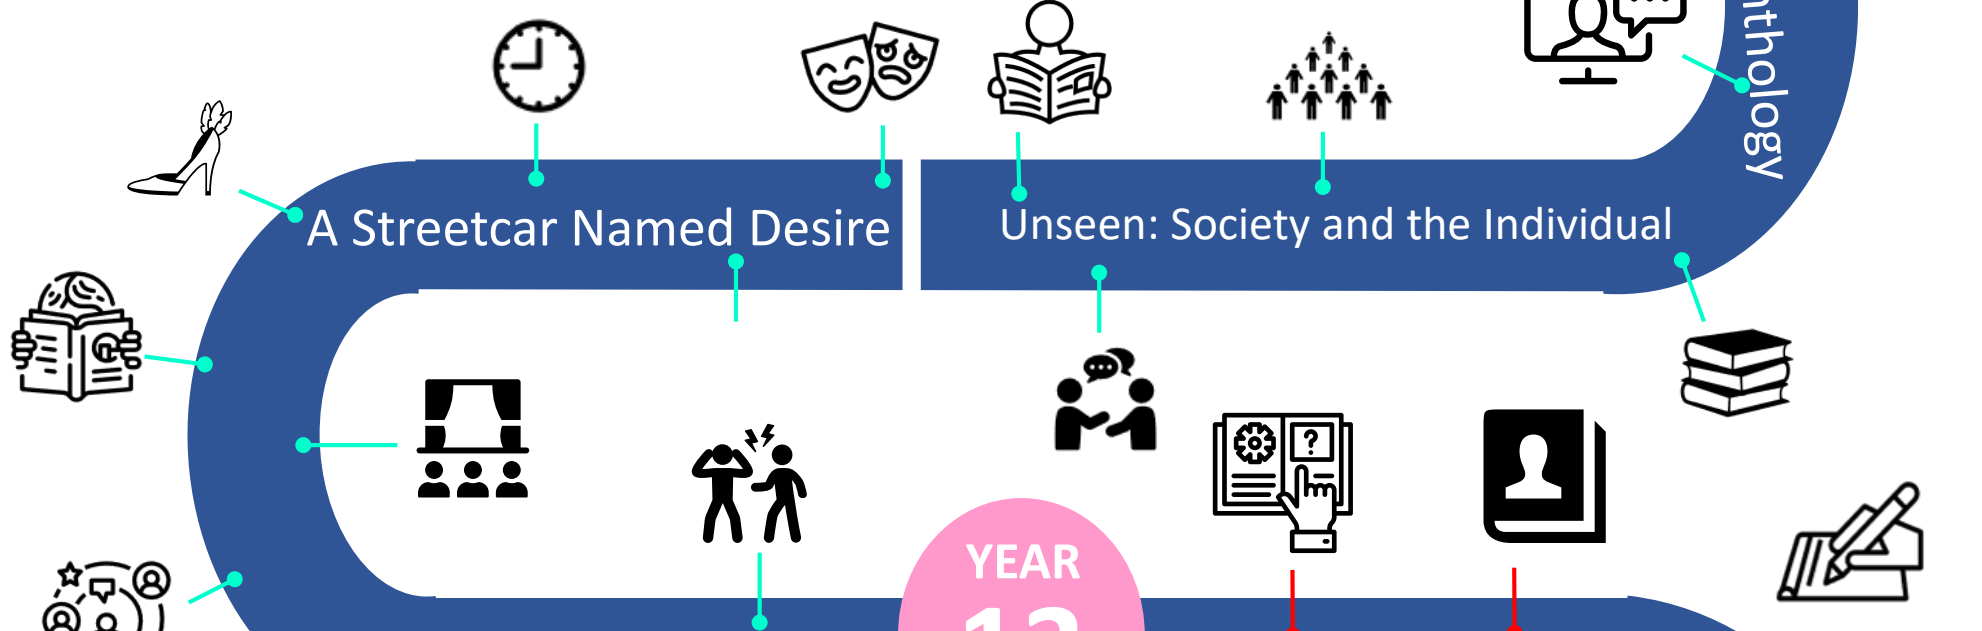 nthology
A Streetcar Named Desire
Unseen: Society and the Individual
?
YEAR